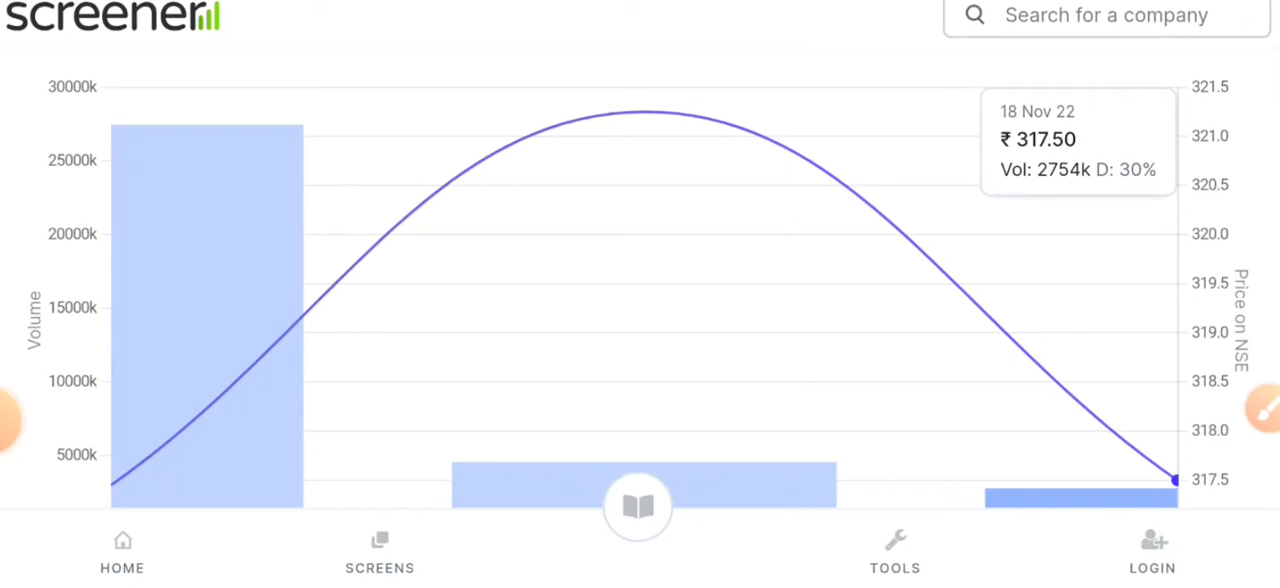 screener
Search for a company
30000k
25000k
20000k
15000k
10000k
5000k
Volume
18 Nov 22
₹ 317.50
Vol: 2754k D: 30%
321.5
321.0
320.5
320.0
319.5
319.0
318.5
318.0
317.5
Price on NSE
HOME
SCREENS
TOOLS
LOGIN